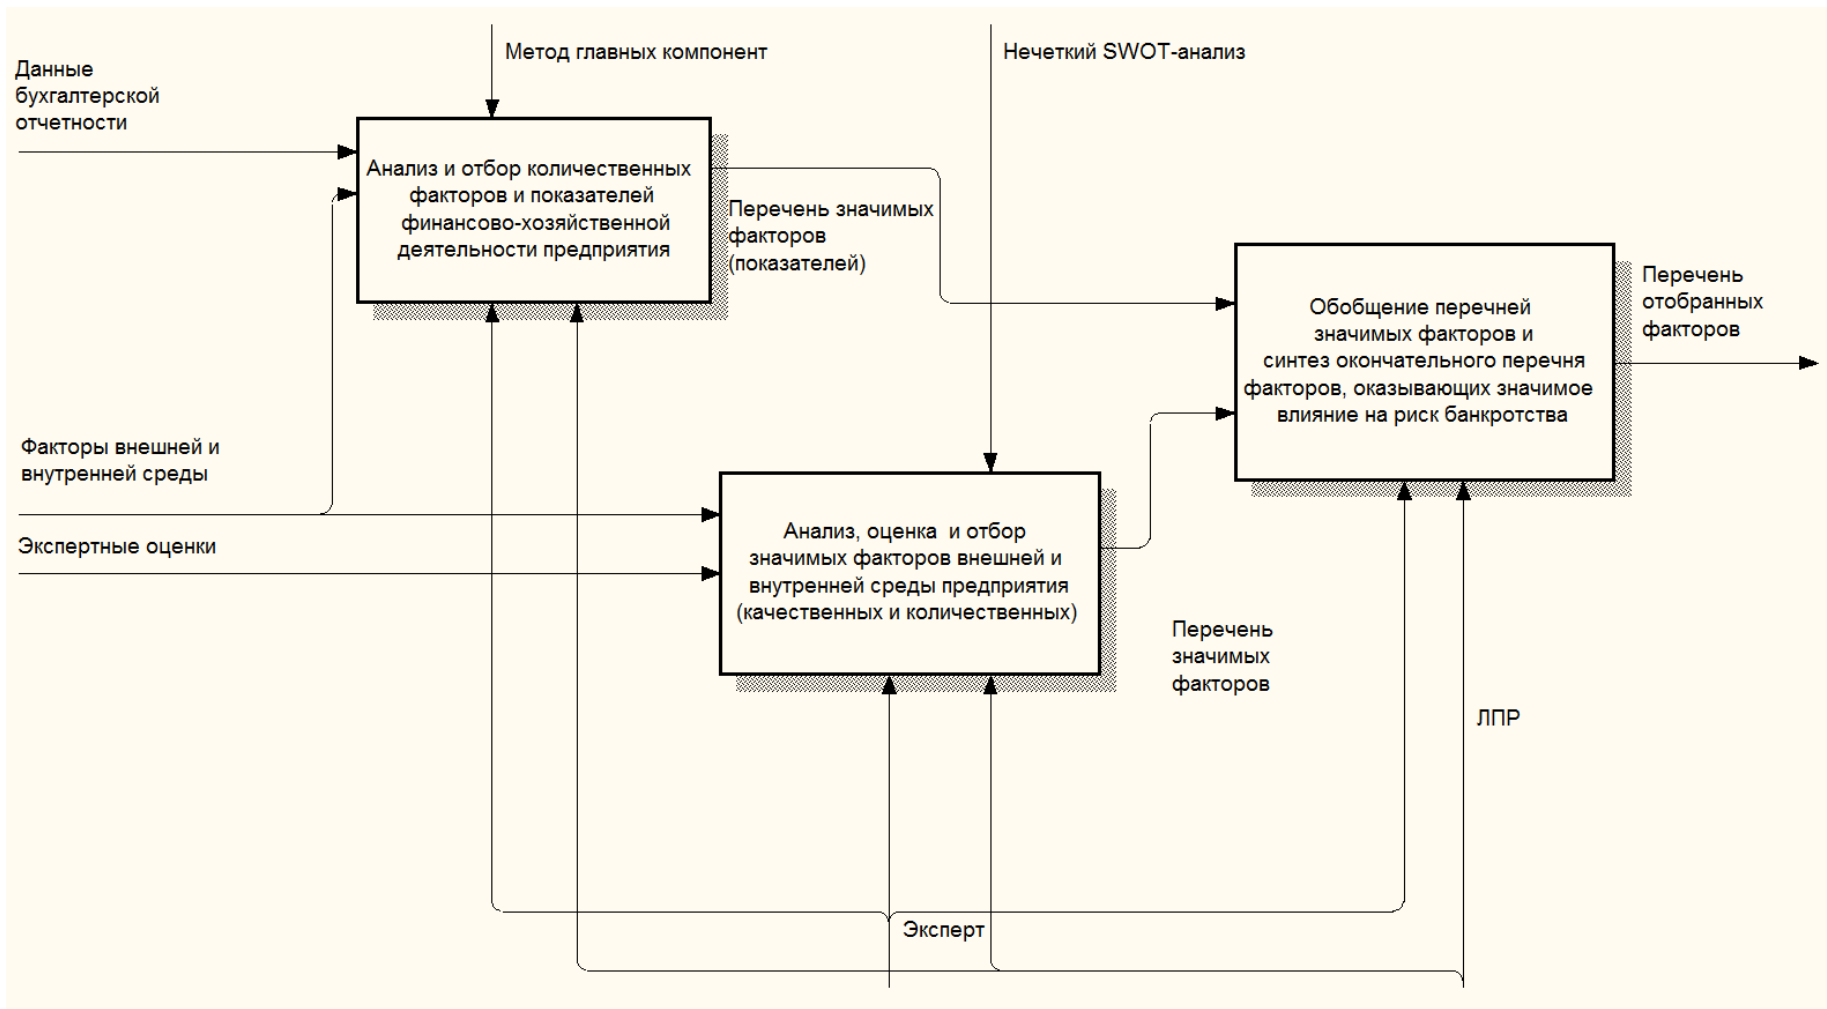 Метод главных компонент
Нечеткий SWOT-анализ
Данные
бухгалтерской
отчетности
Анализ и отбор количественных
факторов и показателей
финансово-хозяйственной
деятельности предприятия
Перечень значимых
факторов
(показателей)
Обобщение перечней
значимых факторов и
синтез окончательного перечня
факторов, оказывающих значимое
влияние на риск банкротства
Перечень
отобранных
факторов
Факторы внешней и
внутренней среды
Экспертные оценки
Анализ, оценка  и отбор
значимых факторов внешней и
внутренней среды предприятия
(качественных и количественных)
Перечень
значимых
факторов
ЛПР
Эксперт